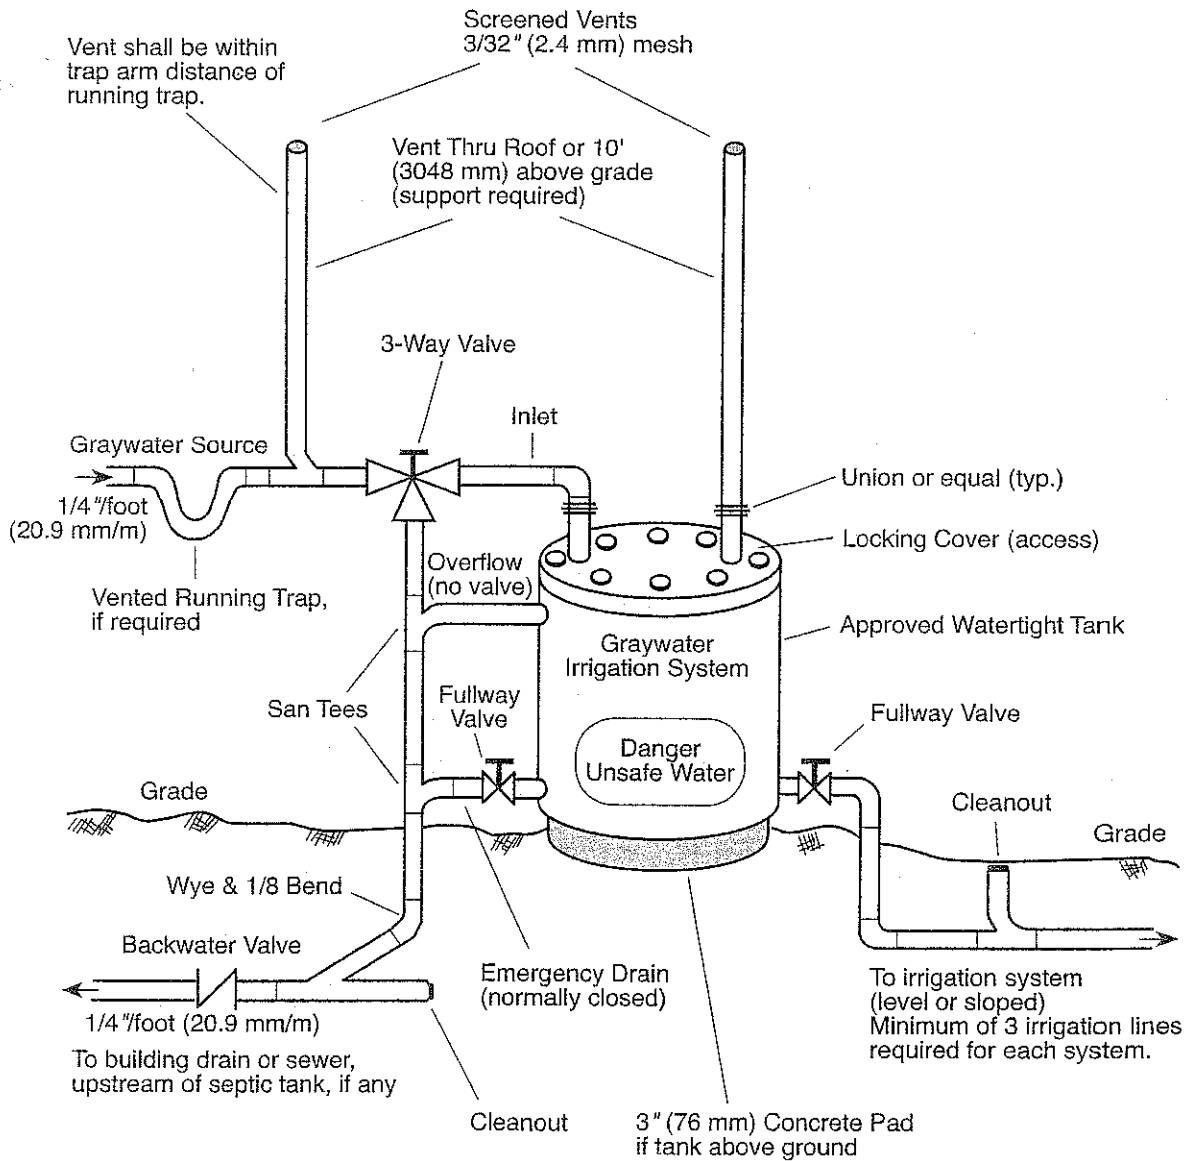 Screened Vents
3/32" (2.4 mm) mesh
Vent shall be within
trap arm distance of
running trap.
Vent Thru Roof or 10'
(3048 mm) above grade
(support required)
3-Way Valve
Inlet
Graywater Source
1/4"/foot
(20.9 mm/m)
Union or equal (typ.)
Locking Cover (access)
Overflow
(no valve)
Vented Running Trap,
if required
Approved Watertight Tank
Graywater
Irrigation System
San Tees
Fullway
Valve
Fullway Valve
Danger
Unsafe Water
Grade
Cleanout
Grade
Wye & 1/8 Bend
Backwater Valve
Emergency Drain
(normally closed)
1/4"/foot (20.9 mm/m)
To building drain or sewer,
upstream of septic tank, if any
To irrigation system
(level or sloped)
Minimum of 3 irrigation lines
required for each system.
Cleanout
3" (76 mm) Concrete Pad
if tank above ground